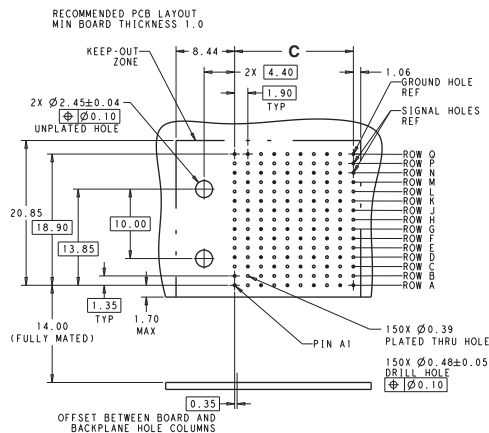 RECOMMENDED PCB LAYOUT
MIN BOARD THICKNESS 1.0
8.44
C
KEEP-OUT
ZONE
2X 4.40
1.06
1.90
TYP
GROUND HOLE
REF
2X Ø2.45±0.04
⌖ Ø0.10
UNPLATED HOLE
SIGNAL HOLES
REF
ROW Q
ROW P
ROW N
ROW M
ROW L
ROW K
ROW J
ROW H
ROW G
ROW F
ROW E
ROW D
ROW C
ROW B
ROW A
20.85
18.90
13.85
10.00
1.35
TYP
1.70
MAX
14.00
(FULLY MATED)
PIN A1
150X Ø0.39
PLATED THRU HOLE
150X Ø0.48±0.05
DRILL HOLE
⌖ Ø0.10
0.35
OFFSET BETWEEN BOARD AND
BACKPLANE HOLE COLUMNS